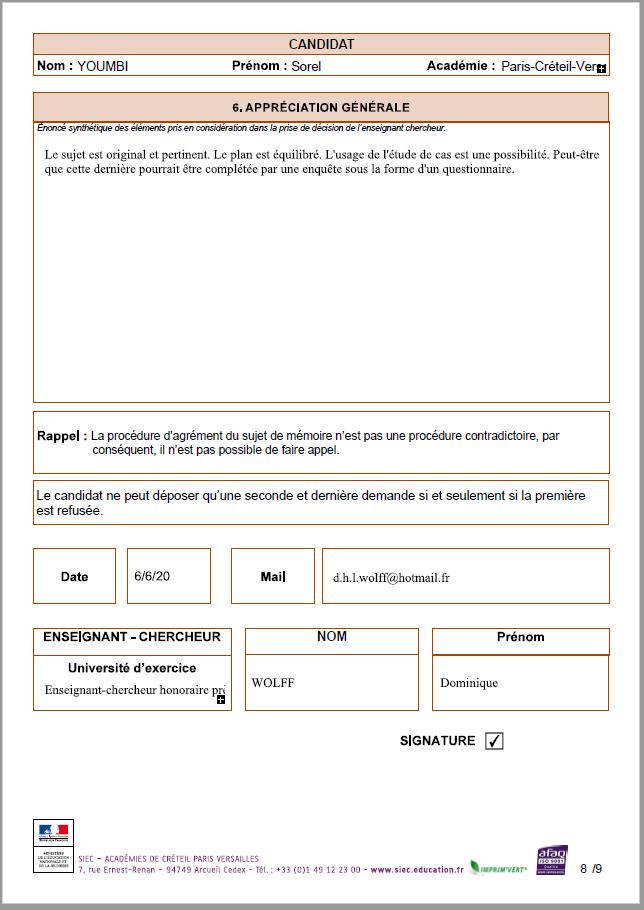 CANDIDAT
Nom : YOUMBI Prénom : Sorel Académie : Paris-Créteil-Vers
6. APPRÉCIATION GÉNÉRALE
Énoncé synthétique des éléments pris en considération dans la prise de décision de l'enseignant chercheur.
Le sujet est original et pertinent. Le plan est équilibré. L'usage de l'étude de cas est une possibilité. Peut-être
que cette dernière pourrait être complétée par une enquête sous la forme d'un questionnaire.
Rappel : La procédure d'agrément du sujet de mémoire n'est pas une procédure contradictoire, par
conséquent, il n'est pas possible de faire appel.
Le candidat ne peut déposer qu'une seconde et dernière demande si et seulement si la première
est refusée.
Date 6/6/20 Mail d.h.l.wolff@hotmail.fr
ENSEIGNANT - CHERCHEUR NOM Prénom
Université d'exercice
Enseignant-chercheur honoraire pré WOLFF Dominique
SIGNATURE ✓
MINISTÈRE
DE L'ÉDUCATION
NATIONALE ET
DE LA RECHERCHE
SIEC – ACADÉMIES DE CRÉTEIL PARIS VERSAILLES
7, rue Ernest-Renan – 94749 Arcueil Cedex - Tél. : +33 (0)1 49 12 23 00 - www.siec.education.fr
IMPRIM'VERT®
afaq
ISO 9001
Qualité
8 /9